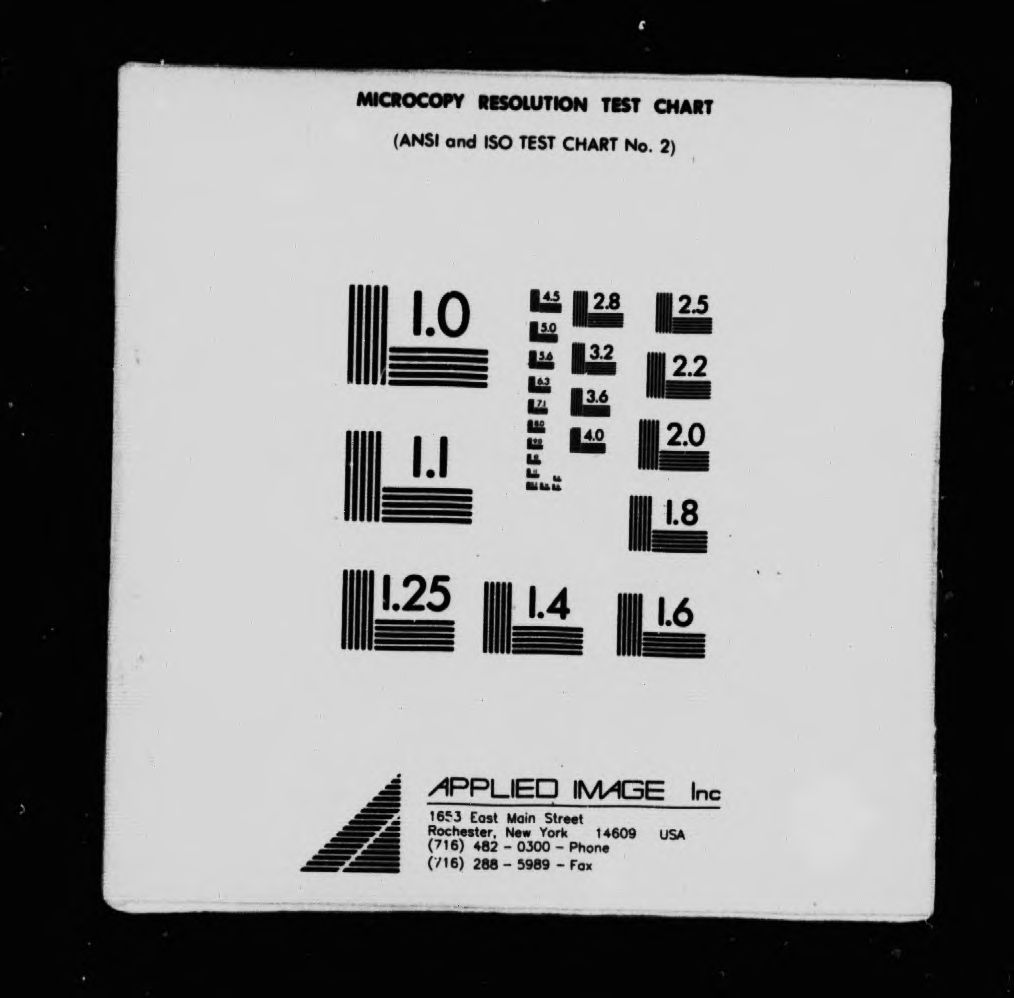 MICROCOPY RESOLUTION TEST CHART
(ANSI and ISO TEST CHART No. 2)
1.0
1.1
1.25
1.4
1.6
1.8
2.0
2.2
2.5
2.8
3.2
3.6
4.0
4.5
5.0
5.6
6.3
7.1
8.0
9.0
APPLIED IMAGE Inc
1653 East Main Street
Rochester, New York 14609 USA
(716) 482 - 0300 - Phone
(716) 288 - 5989 - Fax